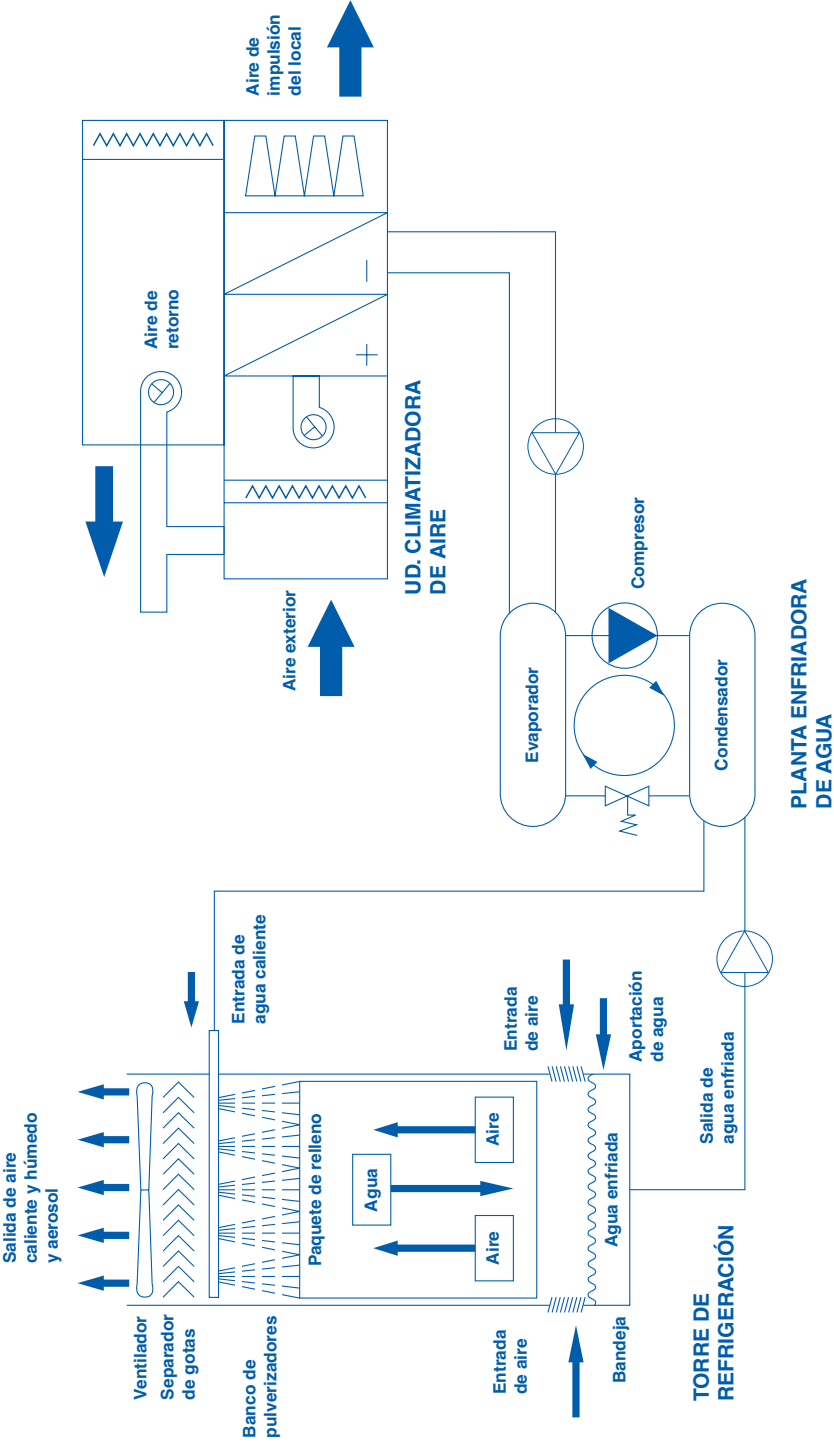 Salida de aire
caliente y húmedo
y aerosol
Ventilador
Separador
de gotas
Banco de
pulverizadores
Entrada de
agua caliente
Paquete de relleno
Agua
Aire
Aire
Entrada
de aire
Entrada
de aire
Aportación
de agua
Agua enfriada
Bandeja
Salida de
agua enfriada
TORRE DE
REFRIGERACIÓN
Evaporador
Compresor
Condensador
PLANTA ENFRIADORA
DE AGUA
Aire de
retorno
Aire de
impulsión
del local
+
−
Aire exterior
UD. CLIMATIZADORA
DE AIRE